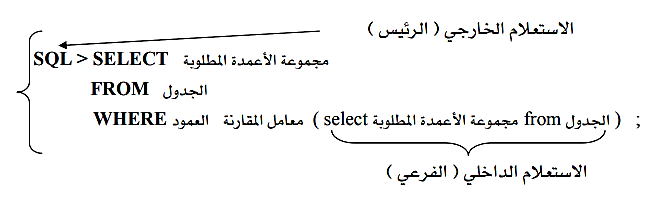 الاستعلام الخارجي ( الرئيس )
SQL > SELECT مجموعة الأعمدة المطلوبة
FROM الجدول
WHERE العمود معامل المقارنة ( select مجموعة الأعمدة المطلوبة from الجدول ) ;
الاستعلام الداخلي ( الفرعي )